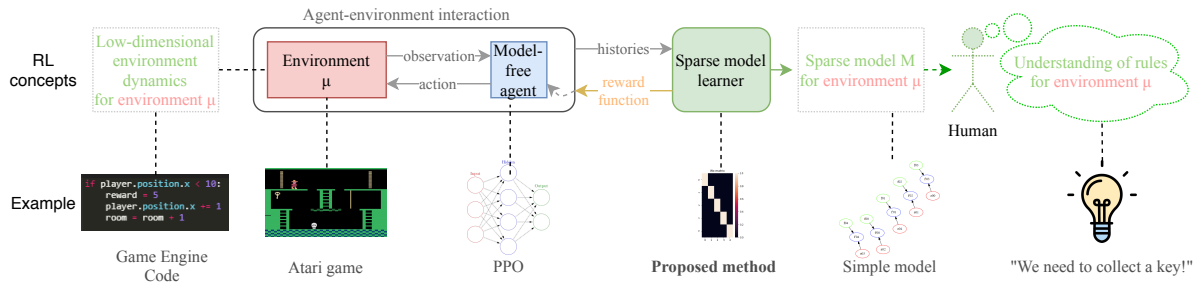 Agent-environment interaction
RL
concepts
Low-dimensional
environment
dynamics
for environment μ
Environment
μ
observation
action
Model-
free
agent
histories
reward
function
Sparse model
learner
Sparse model M
for environment μ
Human
Understanding of rules
for environment μ
Example
if player.position.x < 10:
reward = 5
player.position.x += 1
room = room + 1
Input
Output
Game Engine
Code
Atari game
PPO
Proposed method
Simple model
"We need to collect a key!"